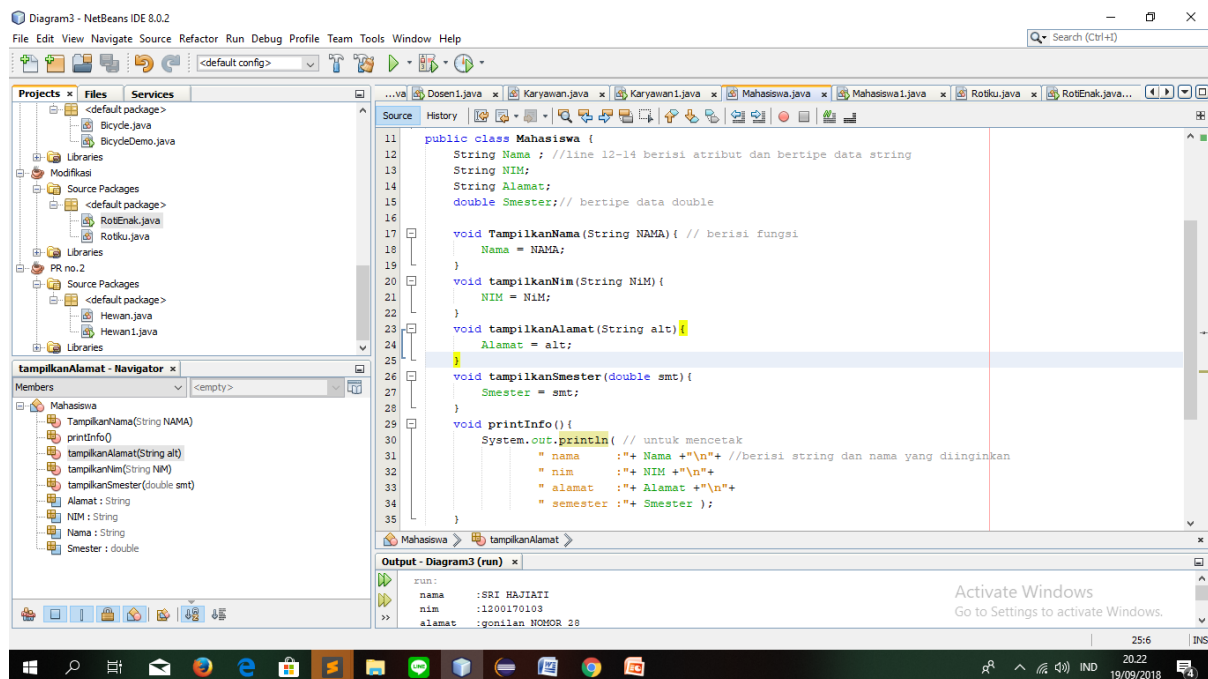 Diagram3 - NetBeans IDE 8.0.2
File Edit View Navigate Source Refactor Run Debug Profile Team Tools Window Help
Search (Ctrl+I)
<default config>
Projects x Files Services
<default package>
Bicycle.java
BicycleDemo.java
Libraries
Modifikasi
Source Packages
<default package>
RotiEnak.java
Rotiku.java
Libraries
PR no.2
Source Packages
<default package>
Hewan.java
Hewan1.java
Libraries
tampilkanAlamat - Navigator x
Members <empty>
Mahasiswa
TampilkanNama(String NAMA)
printInfo()
tampilkanAlamat(String alt)
tampilkanNim(String NiM)
tampilkanSmester(double smt)
Alamat : String
NIM : String
Nama : String
Smester : double
...va Dosen1.java x Karyawan.java x Karyawan1.java x Mahasiswa.java x Mahasiswa1.java x Rotiku.java x RotiEnak.java...
Source History
11 public class Mahasiswa {
12 String Nama ; //line 12-14 berisi atribut dan bertipe data string
13 String NIM;
14 String Alamat;
15 double Smester;// bertipe data double
16
17 void TampilkanNama(String NAMA){ // berisi fungsi
18 Nama = NAMA;
19 }
20 void tampilkanNim(String NiM){
21 NIM = NiM;
22 }
23 void tampilkanAlamat(String alt){
24 Alamat = alt;
25 }
26 void tampilkanSmester(double smt){
27 Smester = smt;
28 }
29 void printInfo(){
30 System.out.println( // untuk mencetak
31 " nama :"+ Nama +"\n"+ //berisi string dan nama yang diinginkan
32 " nim :"+ NIM +"\n"+
33 " alamat :"+ Alamat +"\n"+
34 " semester :"+ Smester );
35 }
Mahasiswa tampilkanAlamat
Output - Diagram3 (run) x
run:
nama :SRI HAJIATI
nim :1200170103
alamat :gonilan NOMOR 28
Activate Windows
Go to Settings to activate Windows.
25:6 INS
IND
20.22
19/09/2018
4